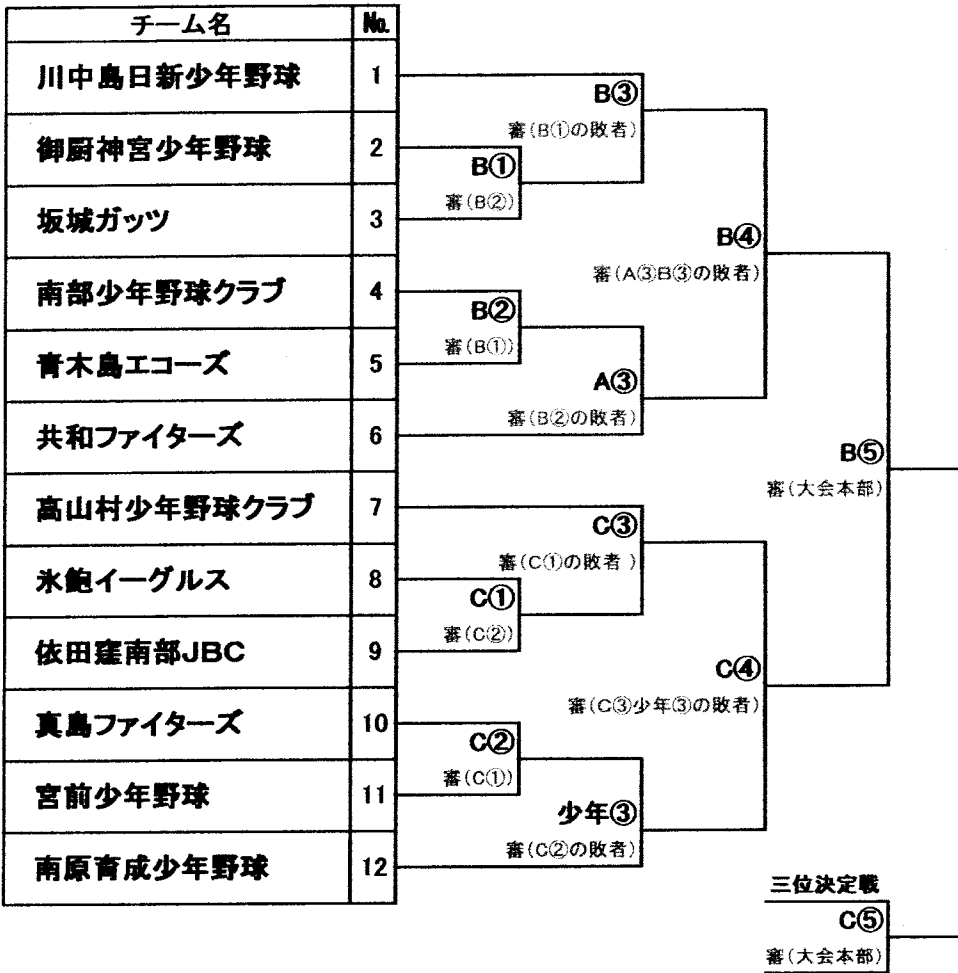 チーム名 No.
川中島日新少年野球 1
御厨神宮少年野球 2
坂城ガッツ 3
南部少年野球クラブ 4
青木島エコーズ 5
共和ファイターズ 6
高山村少年野球クラブ 7
氷鉋イーグルス 8
依田窪南部JBC 9
真島ファイターズ 10
宮前少年野球 11
南原育成少年野球 12
B①
審(B②)
B②
審(B①)
C①
審(C②)
C②
審(C①)
B③
審(B①の敗者)
A③
審(B②の敗者)
C③
審(C①の敗者 )
少年③
審(C②の敗者)
B④
審(A③B③の敗者)
C④
審(C③少年③の敗者)
B⑤
審(大会本部)
三位決定戦
C⑤
審(大会本部)